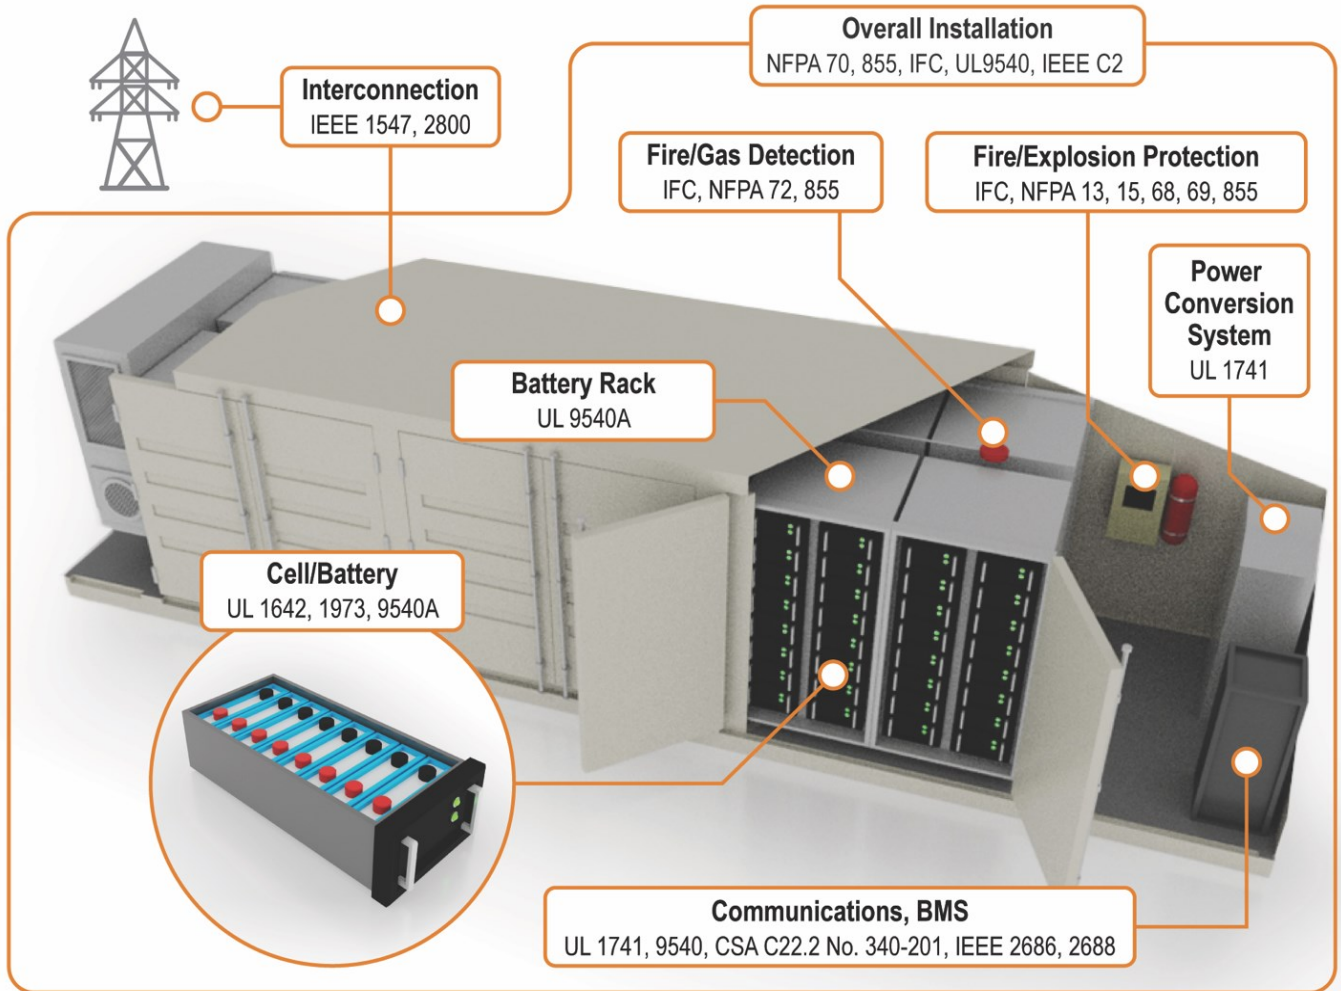 Overall Installation
NFPA 70, 855, IFC, UL9540, IEEE C2
Interconnection
IEEE 1547, 2800
Fire/Gas Detection
IFC, NFPA 72, 855
Fire/Explosion Protection
IFC, NFPA 13, 15, 68, 69, 855
Power
Conversion
System
UL 1741
Battery Rack
UL 9540A
Cell/Battery
UL 1642, 1973, 9540A
Communications, BMS
UL 1741, 9540, CSA C22.2 No. 340-201, IEEE 2686, 2688